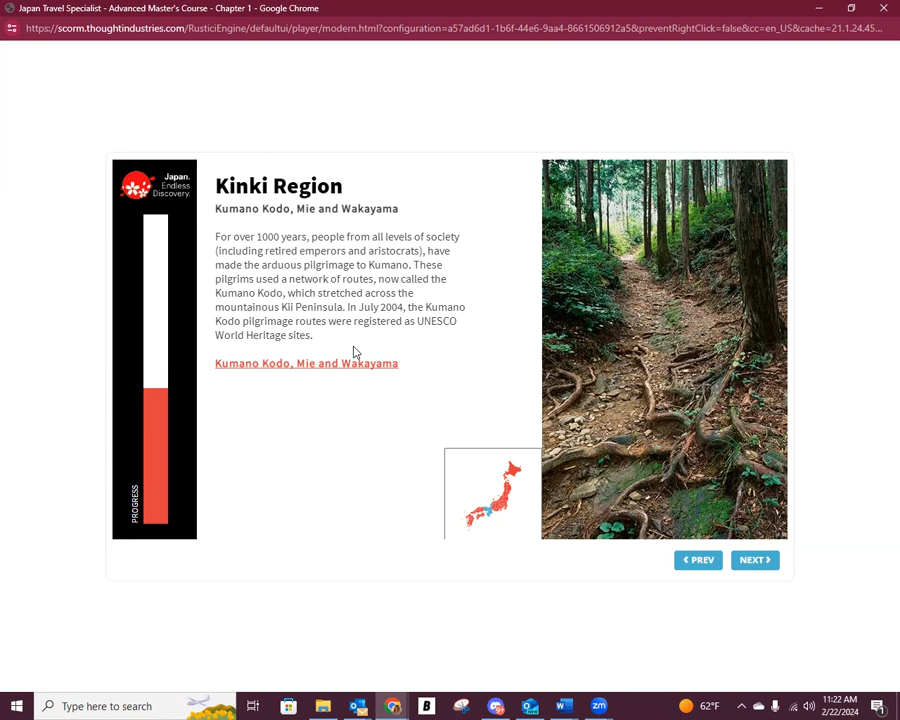 Japan Travel Specialist - Advanced Master's Course - Chapter 1 - Google Chrome
https://scorm.thoughtindustries.com/RusticiEngine/defaultui/player/modern.html?configuration=a57ad6d1-1b6f-44e6-9aa4-8661506912a5&preventRightClick=false&cc=en_US&cache=21.1.24.45...
Japan.
Endless
Discovery.
PROGRESS
Kinki Region
Kumano Kodo, Mie and Wakayama
For over 1000 years, people from all levels of society
(including retired emperors and aristocrats), have
made the arduous pilgrimage to Kumano. These
pilgrims used a network of routes, now called the
Kumano Kodo, which stretched across the
mountainous Kii Peninsula. In July 2004, the Kumano
Kodo pilgrimage routes were registered as UNESCO
World Heritage sites.
Kumano Kodo, Mie and Wakayama
PREV
NEXT
Type here to search
B
zm
62°F
11:22 AM
2/22/2024
1